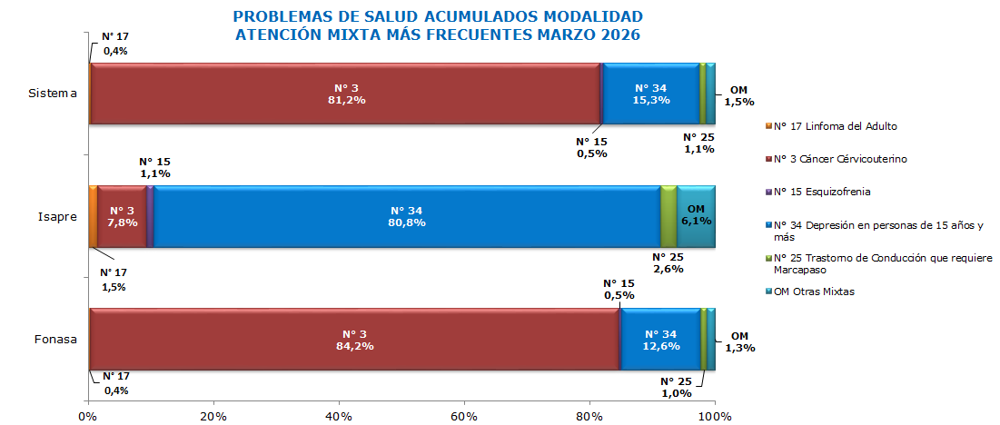 PROBLEMAS DE SALUD ACUMULADOS MODALIDAD
ATENCIÓN MIXTA MÁS FRECUENTES MARZO 2026
N° 17
0,4%
Sistema
N° 3
81,2%
N° 34
15,3%
OM
1,5%
N° 15
0,5%
N° 25
1,1%
N° 15
1,1%
Isapre
N° 3
7,8%
N° 34
80,8%
OM
6,1%
N° 17
1,5%
N° 25
2,6%
N° 15
0,5%
Fonasa
N° 3
84,2%
N° 34
12,6%
OM
1,3%
N° 17
0,4%
N° 25
1,0%
0%
20%
40%
60%
80%
100%
N° 17 Linfoma del Adulto
N° 3 Cáncer Cérvicouterino
N° 15 Esquizofrenia
N° 34 Depresión en personas de 15 años y
más
N° 25 Trastorno de Conducción que requiere
Marcapaso
OM Otras Mixtas